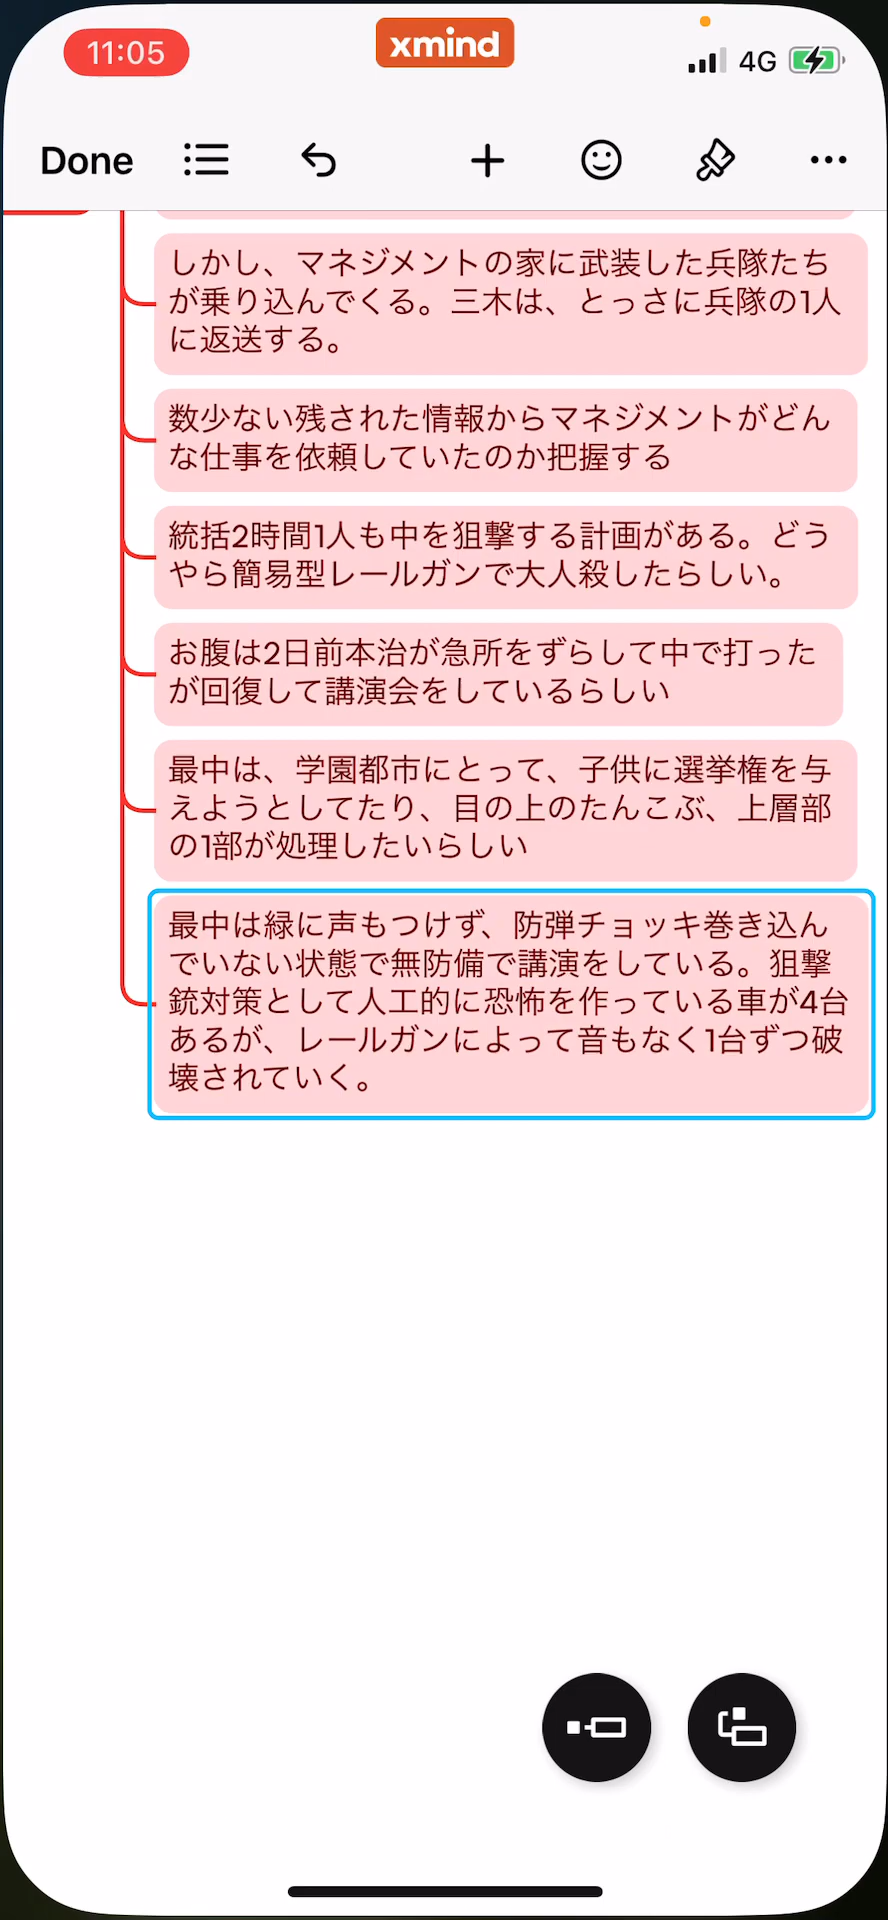 11:05
xmind
4G
Done
しかし、マネジメントの家に武装した兵隊たち
が乗り込んでくる。三木は、とっさに兵隊の1人
に返送する。
数少ない残された情報からマネジメントがどん
な仕事を依頼していたのか把握する
統括2時間1人も中を狙撃する計画がある。どう
やら簡易型レールガンで大人殺したらしい。
お腹は2日前本治が急所をずらして中で打った
が回復して講演会をしているらしい
最中は、学園都市にとって、子供に選挙権を与
えようとしてたり、目の上のたんこぶ、上層部
の1部が処理したいらしい
最中は緑に声もつけず、防弾チョッキ巻き込ん
でいない状態で無防備で講演をしている。狙撃
銃対策として人工的に恐怖を作っている車が4台
あるが、レールガンによって音もなく1台ずつ破
壊されていく。